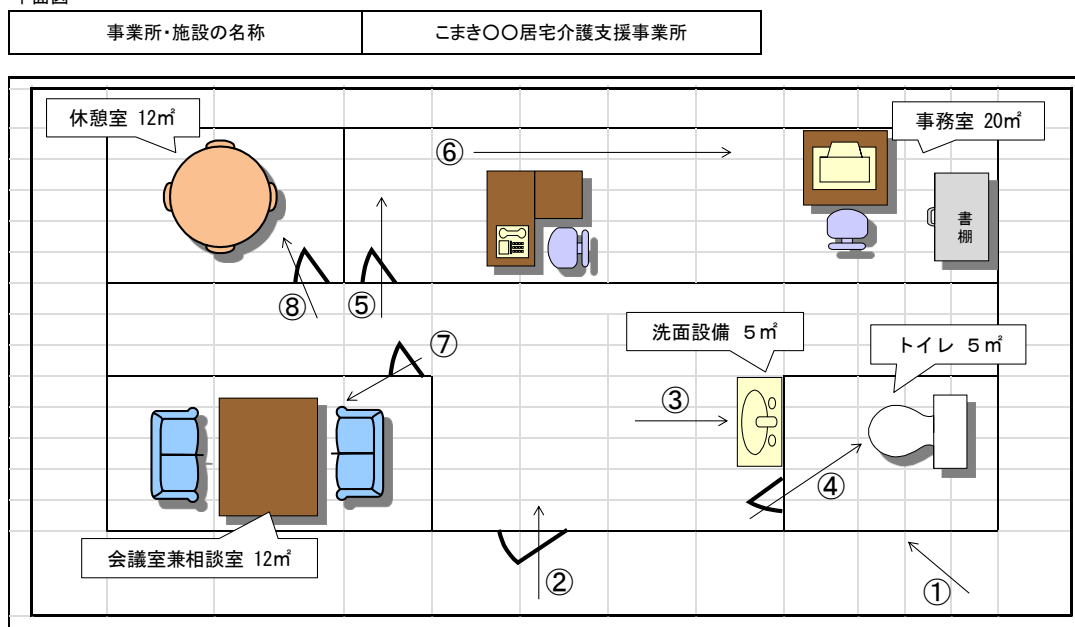 平面図
事業所・施設の名称
こまき〇〇居宅介護支援事業所
休憩室 12㎡
⑥
事務室 20㎡
書棚
⑧
⑤
⑦
洗面設備 5㎡
トイレ 5㎡
③
④
会議室兼相談室 12㎡
②
①